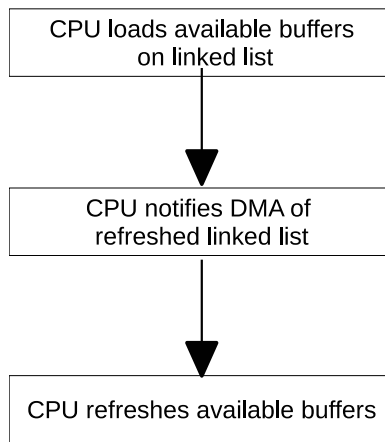 CPU loads available buffers
on linked list
CPU notifies DMA of
refreshed linked list
CPU refreshes available buffers